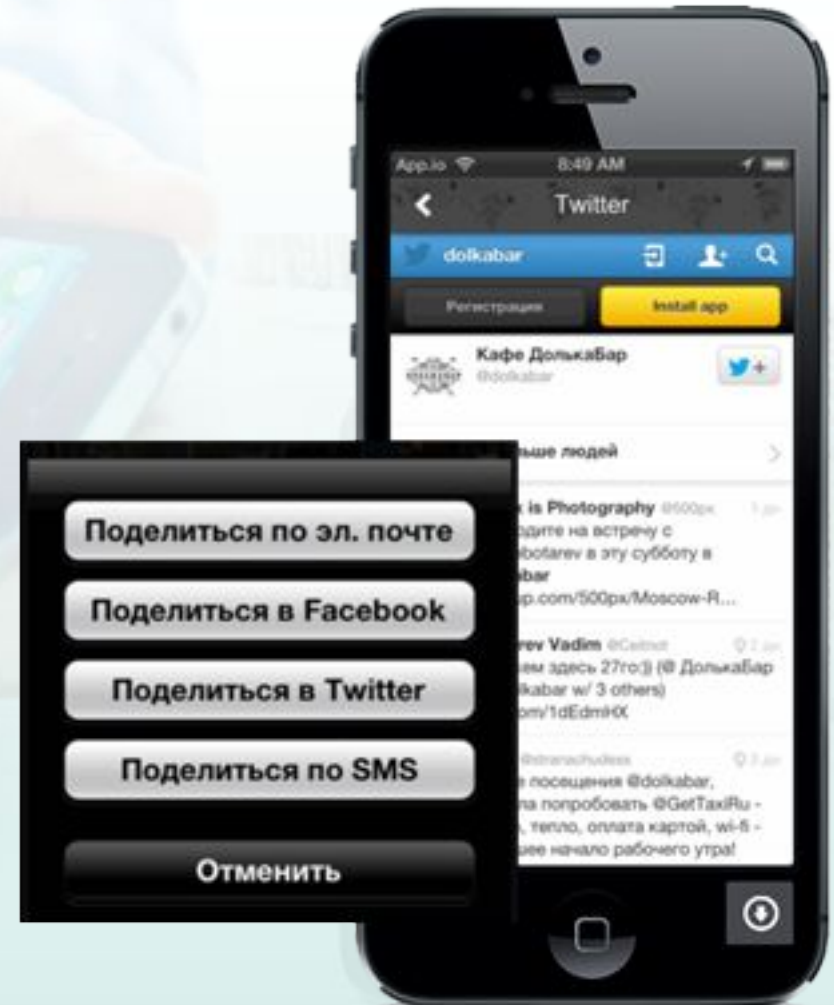 App.io 8:49 AM
Twitter
dolkabar
Регистрация Install app
Кафе ДолькаБар
@dolkabar
ьше людей
is Photography @500px
одите на встречу с
botarev в эту субботу в
bar
p.com/500px/Moscow-R...
rev Vadim
ем здесь 27го:)) (@ ДолькаБар
lkabar w/ 3 others)
om/1dEdmHX
посещения @dolkabar,
ла попробовать @GetTaxiRu -
, тепло, оплата картой, wi-fi -
шее начало рабочего утра!
Поделиться по эл. почте
Поделиться в Facebook
Поделиться в Twitter
Поделиться по SMS
Отменить